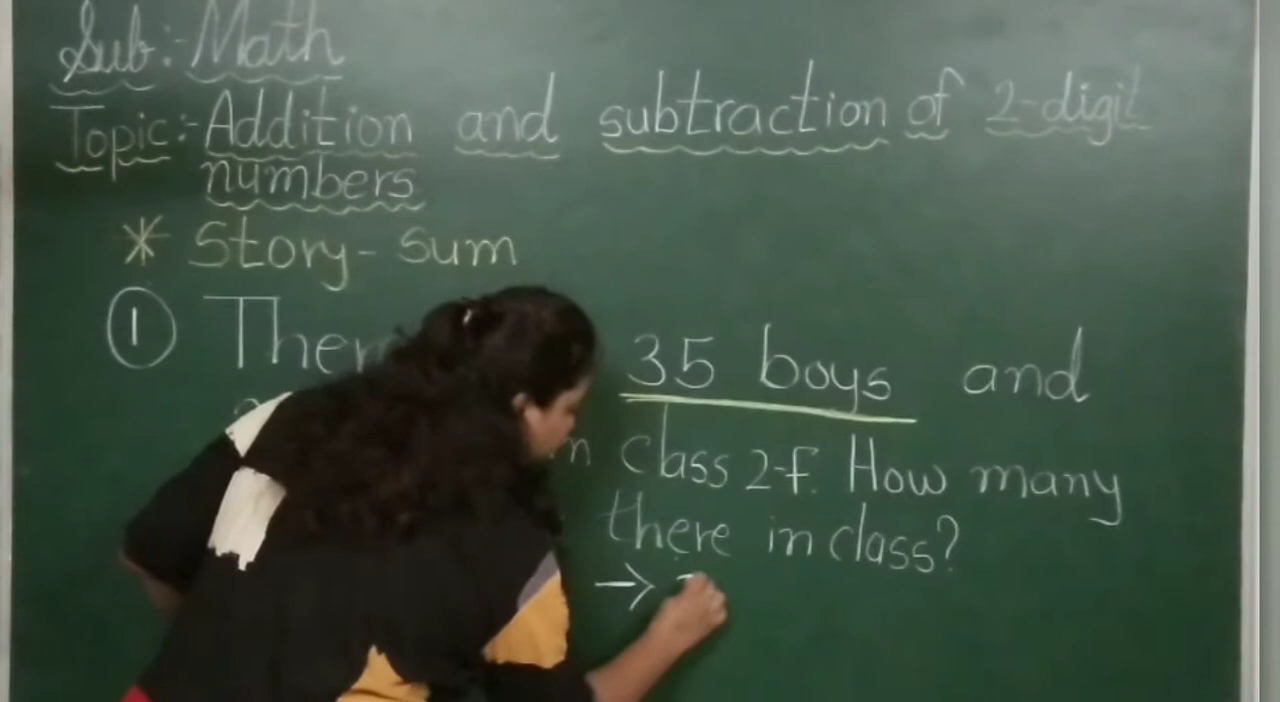 Sub:- Math
Topic:- Addition and subtraction of 2-digit
numbers
* Story-sum
① 35 boys and
class 2-F. How many
there in class?
→